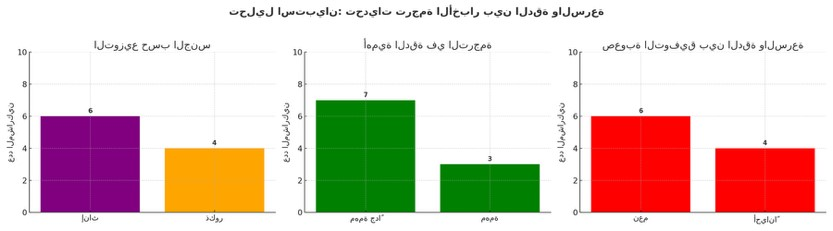 تحليل استبيان: تحديات ترجمة الأخبار بين الدقة والسرعة
التوزيع حسب الجنس
عدد المشاركين
10
8
6
4
2
0
6
4
إناث
ذكور
أهمية الدقة في الترجمة
عدد المشاركين
10
8
6
4
2
0
7
3
مهمة جداً
مهمة
صعوبة التوفيق بين الدقة والسرعة
عدد المشاركين
10
8
6
4
2
0
6
4
نعم
أحياناً